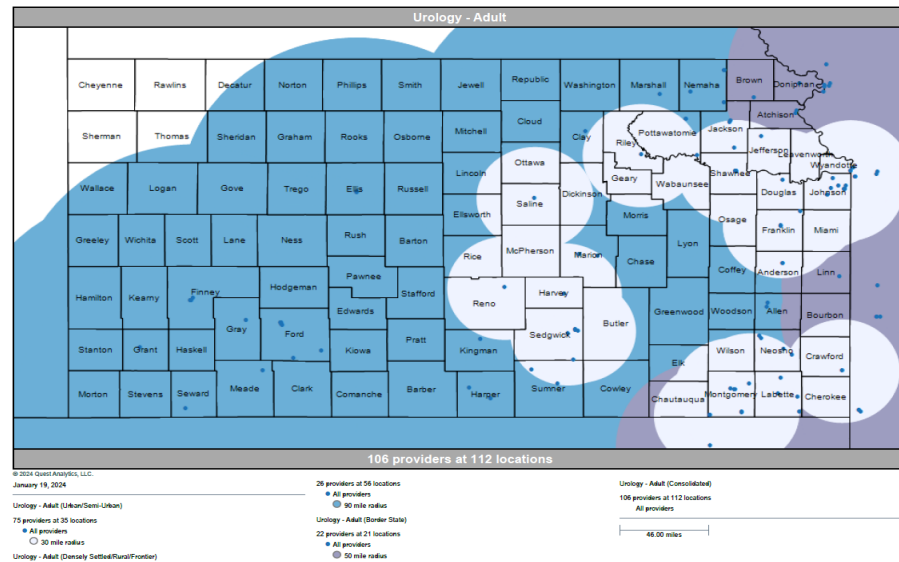 Urology - Adult
Cheyenne Rawlins Decatur Norton Phillips Smith Jewell Republic Washington Marshall Nemaha Brown Doniphan
Cloud Atchison
Sherman Thomas Sheridan Graham Rooks Osborne Mitchell Clay Riley Pottawatomie Jackson
Jefferson Leavenworth
Ottawa Wyandotte
Lincoln Geary Shawnee
Wallace Logan Gove Trego Ellis Russell Dickinson Wabaunsee Douglas Johnson
Saline
Ellsworth Morris Osage
Greeley Wichita Scott Lane Ness Rush Barton McPherson Marion Chase Lyon Franklin Miami
Rice
Pawnee Coffey Anderson Linn
Hamilton Kearny Finney Hodgeman Stafford Reno Harvey
Edwards Greenwood Woodson Allen Bourbon
Gray Ford Sedgwick Butler
Stanton Grant Haskell Kiowa Pratt Kingman Wilson Neosho Crawford
Elk
Morton Stevens Seward Meade Clark Comanche Barber Harper Sumner Cowley Chautauqua Montgomery Labette Cherokee
106 providers at 112 locations
© 2024 Quest Analytics, LLC.
January 19, 2024
Urology - Adult (Urban/Semi-Urban)
75 providers at 35 locations
All providers
30 mile radius
Urology - Adult (Densely Settled/Rural/Frontier)
26 providers at 56 locations
All providers
90 mile radius
Urology - Adult (Border State)
22 providers at 21 locations
All providers
50 mile radius
Urology - Adult (Consolidated)
106 providers at 112 locations
All providers
46.00 miles